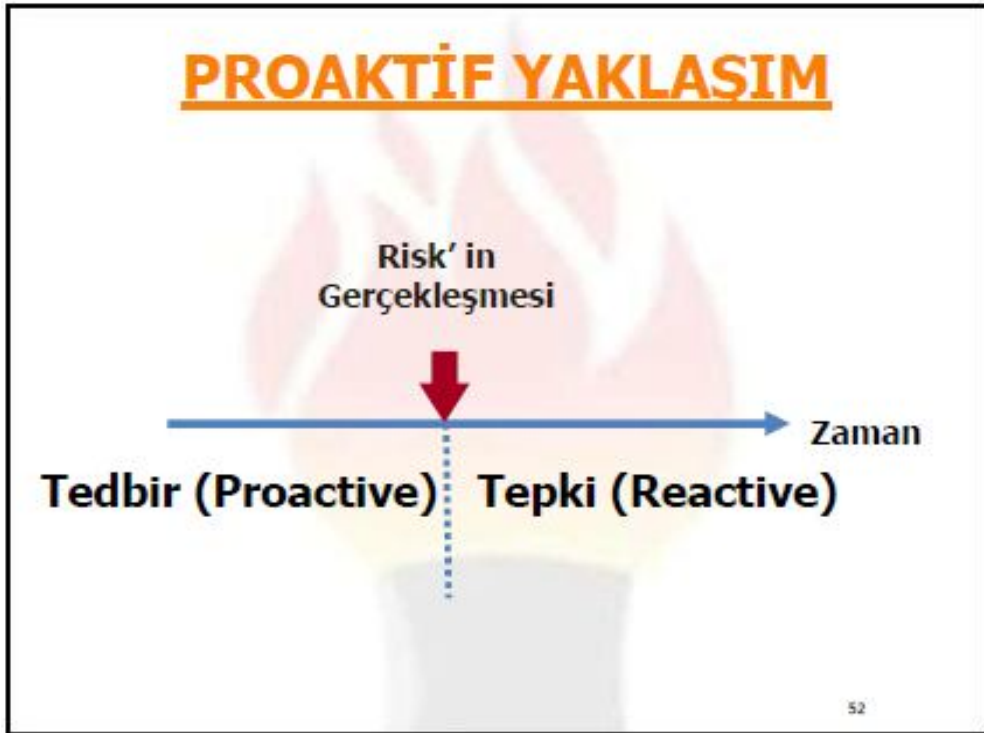 PROAKTİF YAKLAŞIM
Risk’ in
Gerçekleşmesi
Zaman
Tedbir (Proactive)
Tepki (Reactive)
52